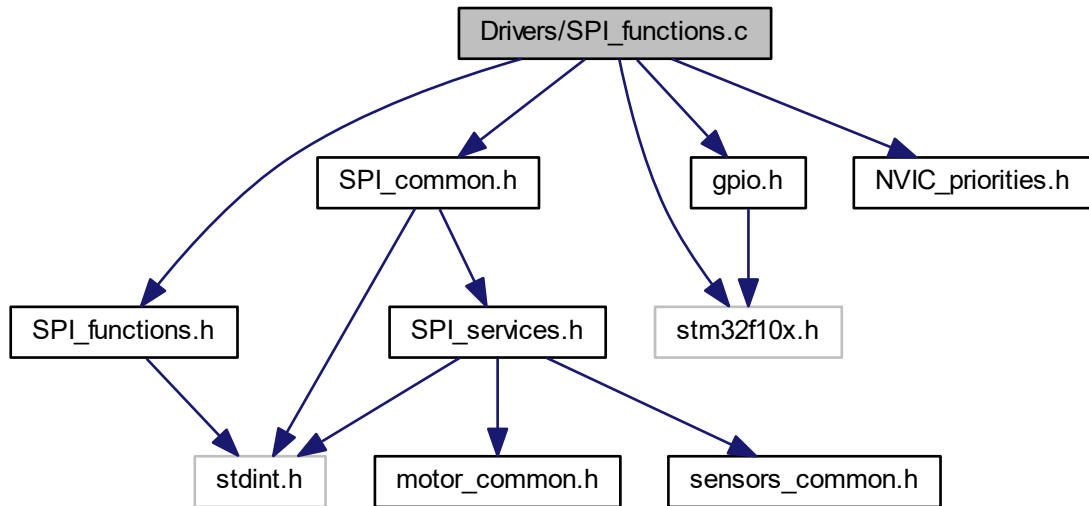 Drivers/SPI_functions.c
SPI_common.h
gpio.h
NVIC_priorities.h
SPI_functions.h
SPI_services.h
stm32f10x.h
stdint.h
motor_common.h
sensors_common.h